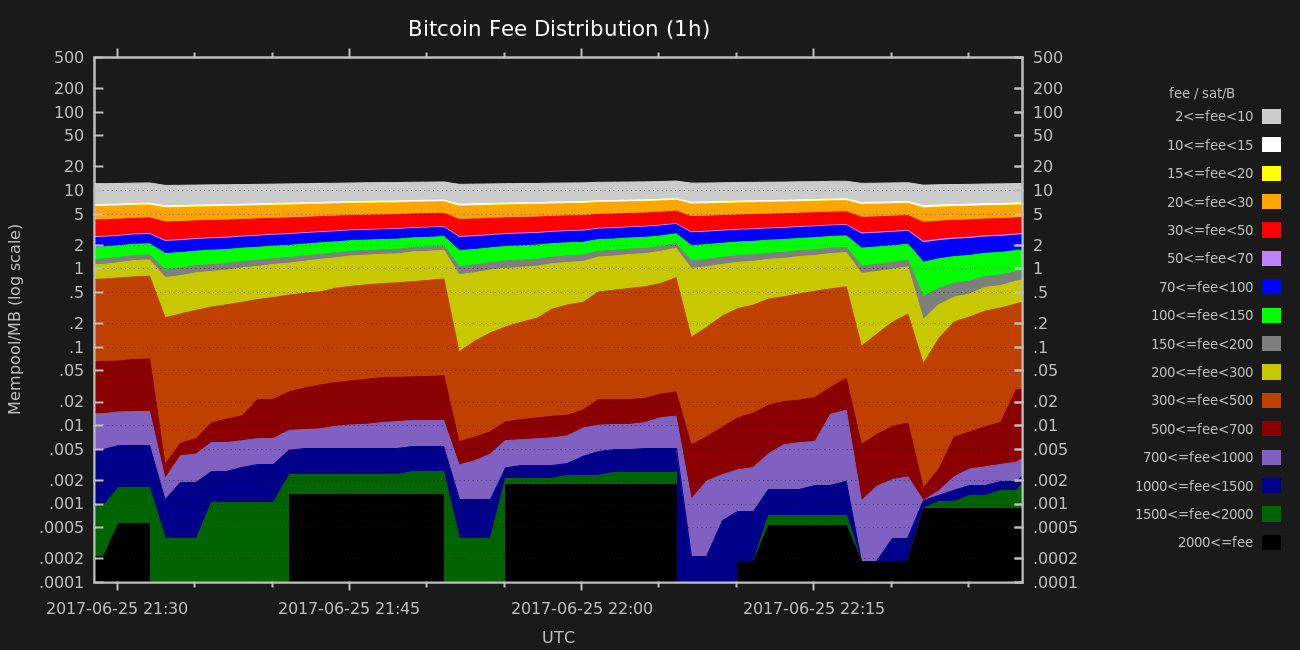 Bitcoin Fee Distribution (1h)
500 500
200 200
100 100
50 50
20 20
10 10
5 5
2 2
1 1
.5 .5
.2 .2
.1 .1
.05 .05
.02 .02
.01 .01
.005 .005
.002 .002
.001 .001
.0005 .0005
.0002 .0002
.0001 .0001
Mempool/MB (log scale)
2017-06-25 21:30 2017-06-25 21:45 2017-06-25 22:00 2017-06-25 22:15
UTC
fee / sat/B
2<=fee<10
10<=fee<15
15<=fee<20
20<=fee<30
30<=fee<50
50<=fee<70
70<=fee<100
100<=fee<150
150<=fee<200
200<=fee<300
300<=fee<500
500<=fee<700
700<=fee<1000
1000<=fee<1500
1500<=fee<2000
2000<=fee